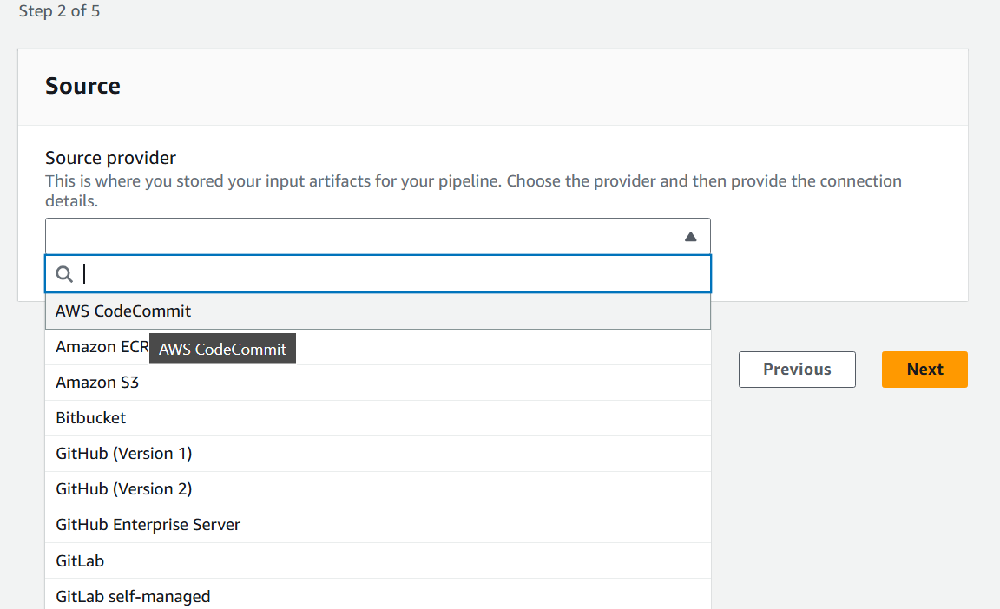 Step 2 of 5
Source
Source provider
This is where you stored your input artifacts for your pipeline. Choose the provider and then provide the connection
details.
AWS CodeCommit
Amazon ECR
AWS CodeCommit
Amazon S3
Previous
Next
Bitbucket
GitHub (Version 1)
GitHub (Version 2)
GitHub Enterprise Server
GitLab
GitLab self-managed